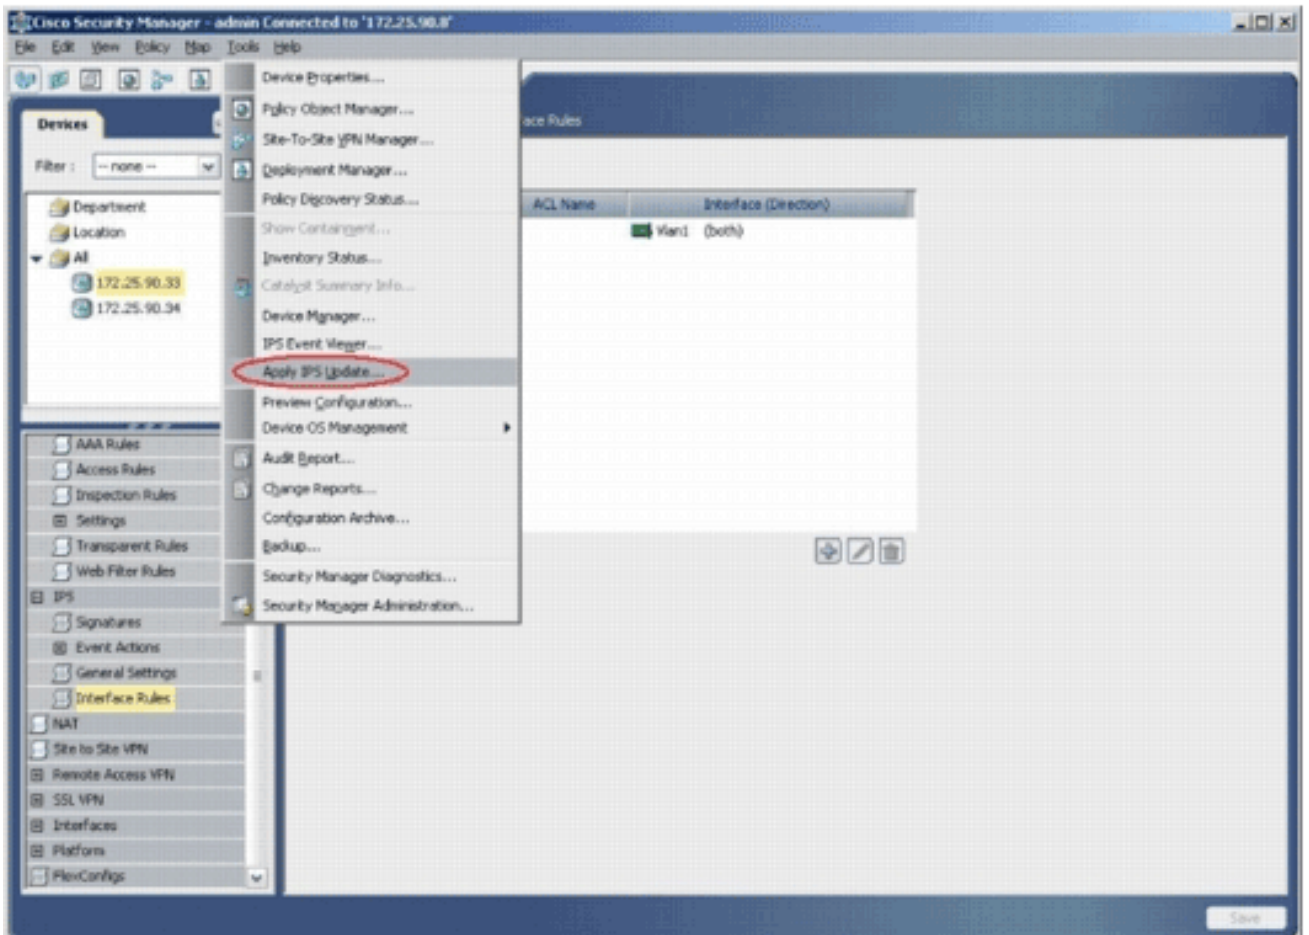 Cisco Security Manager - admin Connected to '172.25.90.8'
File Edit View Policy Map Tools Help
Devices
Filter : -- none --
Department
Location
All
172.25.90.33
172.25.90.34
Device Properties...
Policy Object Manager...
Site-To-Site VPN Manager...
Deployment Manager...
Policy Discovery Status...
Show Containment...
Inventory Status...
Catalyst Summary Info...
Device Manager...
IPS Event Viewer...
Apply IPS Update...
Preview Configuration...
Device OS Management
Audit Report...
Change Reports...
Configuration Archive...
Backup...
Security Manager Diagnostics...
Security Manager Administration...
ace Rules
ACL Name Interface (Direction)
Vlan1 (both)
AAA Rules
Access Rules
Inspection Rules
Settings
Transparent Rules
Web Filter Rules
IPS
Signatures
Event Actions
General Settings
Interface Rules
NAT
Site to Site VPN
Remote Access VPN
SSL VPN
Interfaces
Platform
FlexConfigs
Save